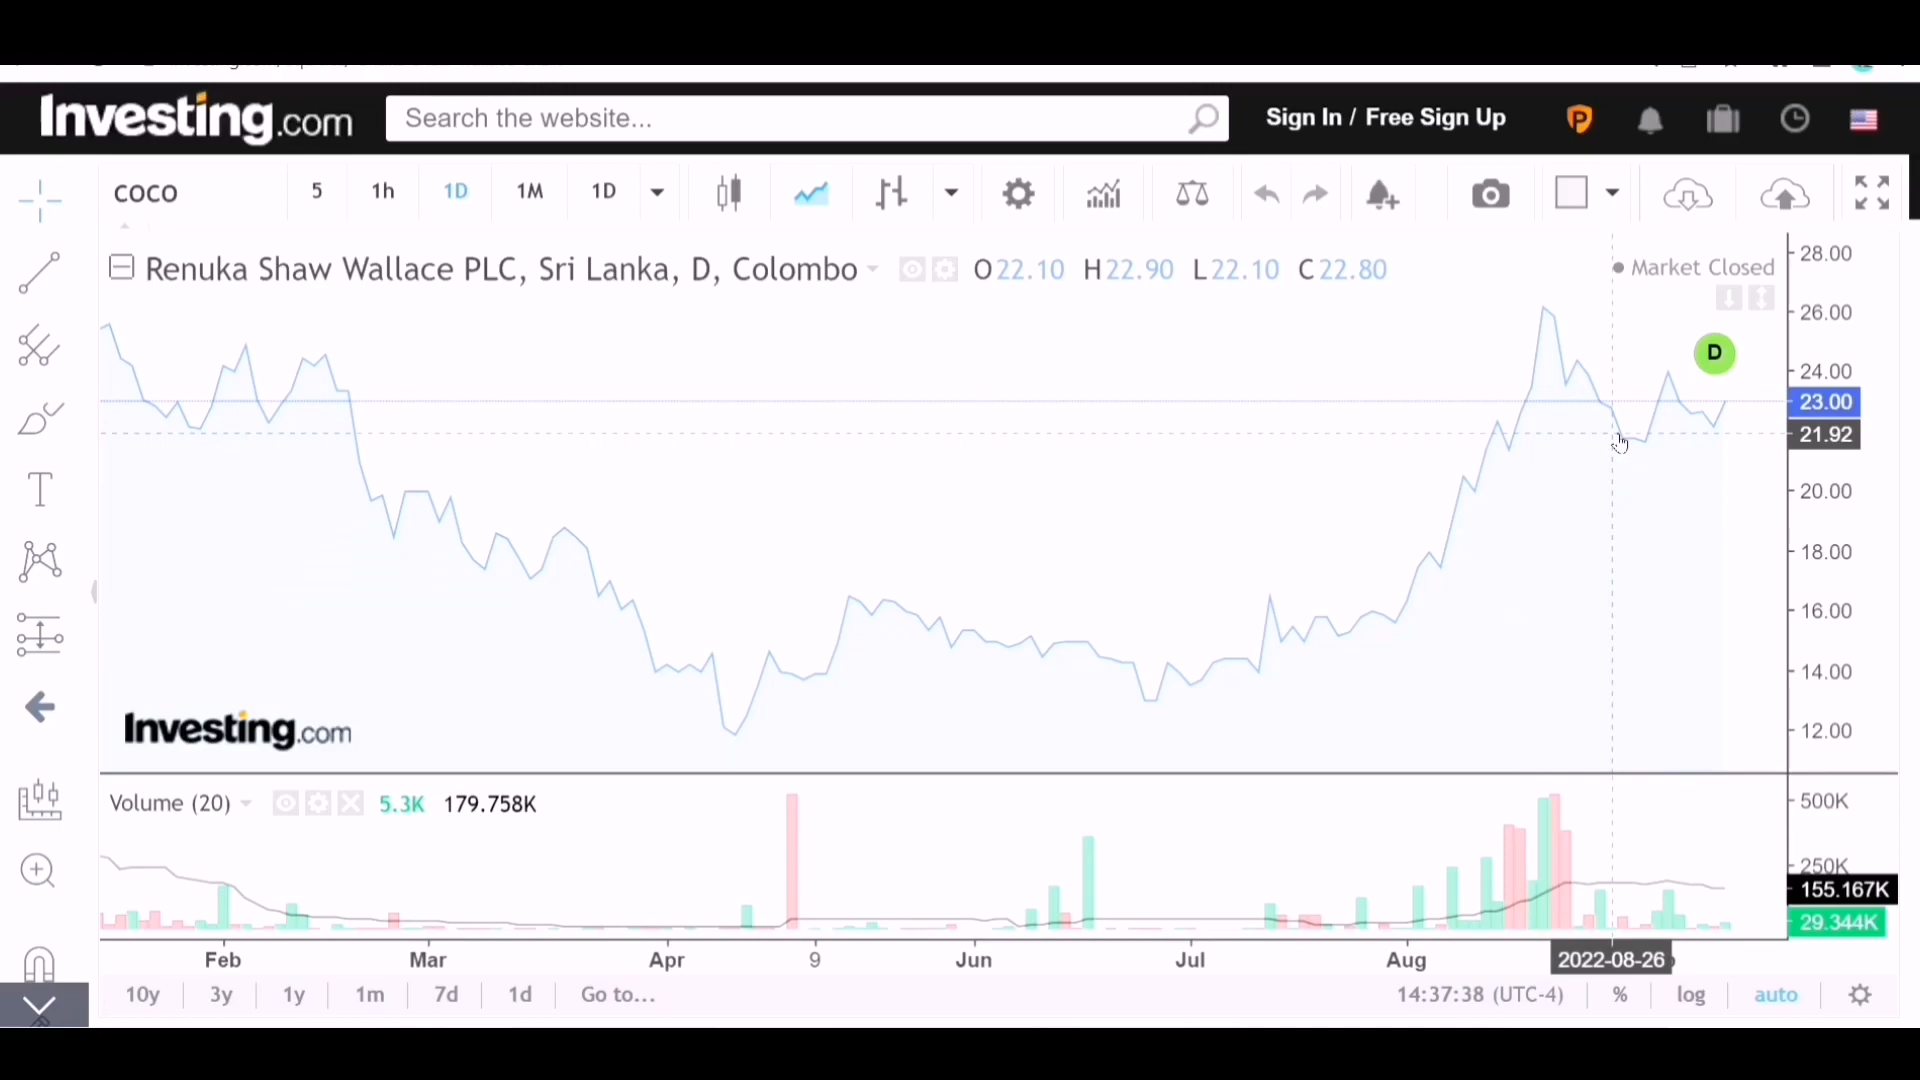 Investing.com
Search the website...
Sign In / Free Sign Up
P
coco
5 1h 1D 1M 1D
Renuka Shaw Wallace PLC, Sri Lanka, D, Colombo
O 22.10 H 22.90 L 22.10 C 22.80
Market Closed
28.00
26.00
D
24.00
23.00
21.92
20.00
18.00
16.00
14.00
12.00
Investing.com
Volume (20) 5.3K 179.758K
500K
250K
155.167K
29.344K
Feb Mar Apr 9 Jun Jul Aug 2022-08-26
10y 3y 1y 1m 7d 1d Go to...
14:37:38 (UTC-4) % log auto